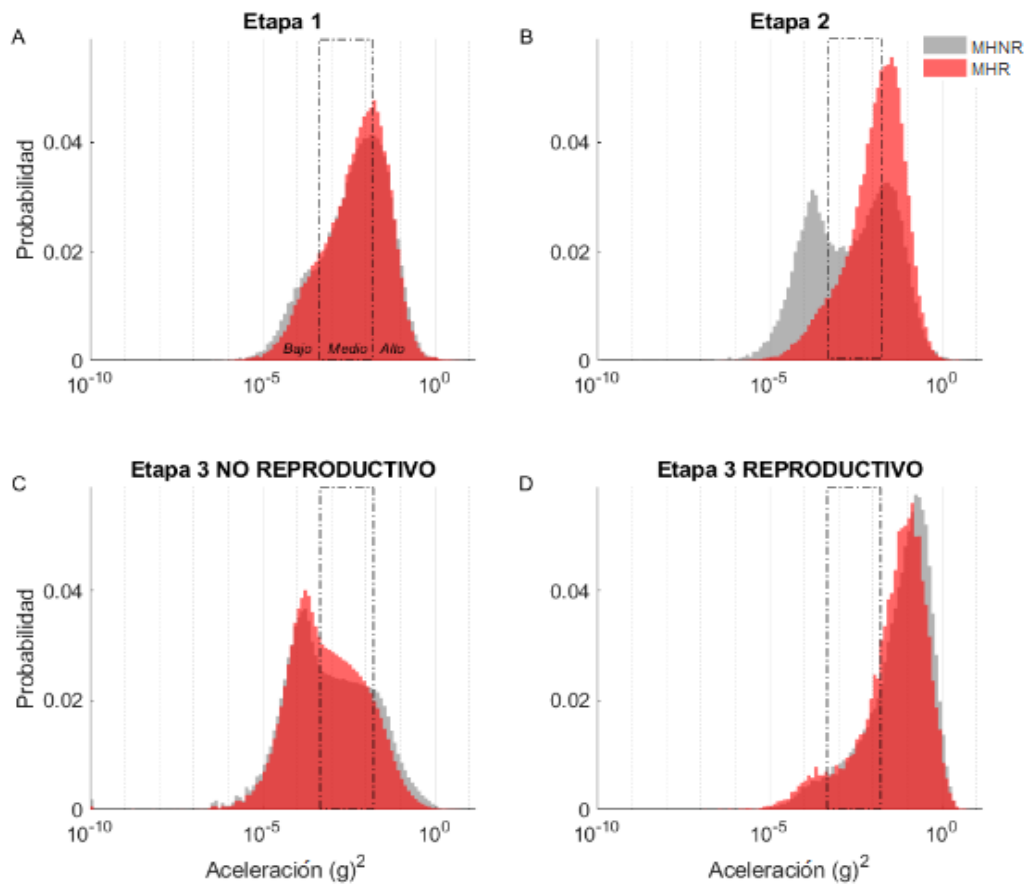 A
Etapa 1
B
Etapa 2
MHNR
MHR
Probabilidad
0.04
0.02
0
Bajo Medio Alto
10^-10
10^-5
10^0
0.04
0.02
0
10^-10
10^-5
10^0
C
Etapa 3 NO REPRODUCTIVO
D
Etapa 3 REPRODUCTIVO
Probabilidad
0.04
0.02
0
10^-10
10^-5
10^0
Aceleración (g)^2
0.04
0.02
0
10^-10
10^-5
10^0
Aceleración (g)^2